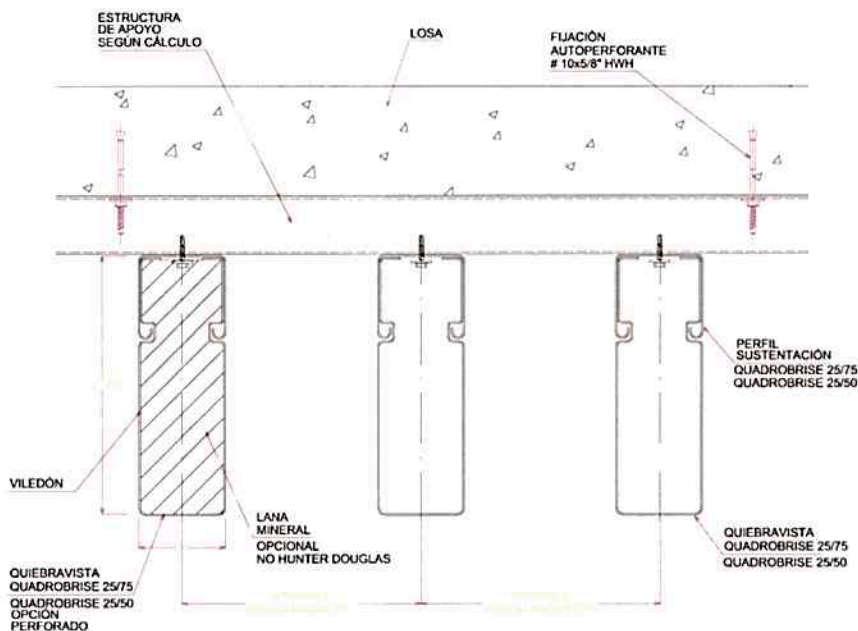 ESTRUCTURA
DE APOYO
SEGÚN CÁLCULO
LOSA
FIJACIÓN
AUTOPERFORANTE
# 10x5/8" HWH
PERFIL
SUSTENTACIÓN
QUADROBRISE 25/75
QUADROBRISE 25/50
VILEDÓN
LANA
MINERAL
OPCIONAL
NO HUNTER DOUGLAS
QUIEBRAVISTA
QUADROBRISE 25/75
QUADROBRISE 25/50
QUIEBRAVISTA
QUADROBRISE 25/75
QUADROBRISE 25/50
OPCIÓN
PERFORADO